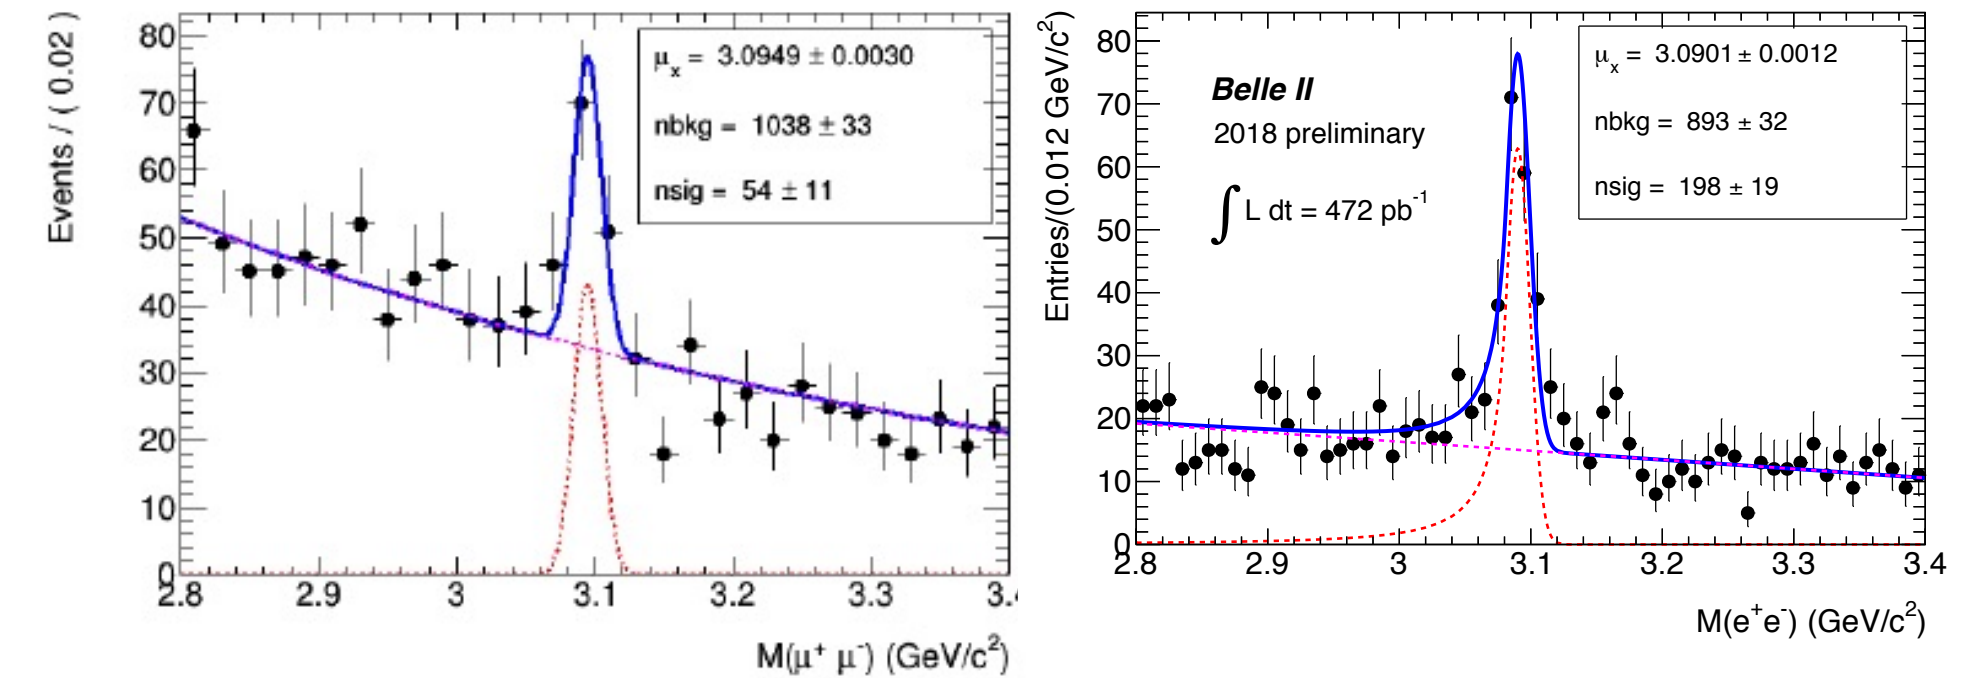 Events / ( 0.02 )
80
70
60
50
40
30
20
10
0
2.8 2.9 3 3.1 3.2 3.3 3.4
M(μ⁺ μ⁻) (GeV/c²)
μₓ = 3.0949 ± 0.0030
nbkg = 1038 ± 33
nsig = 54 ± 11
Entries/(0.012 GeV/c²)
80
70
60
50
40
30
20
10
0
2.8 2.9 3 3.1 3.2 3.3 3.4
M(e⁺e⁻) (GeV/c²)
Belle II
2018 preliminary
∫ L dt = 472 pb⁻¹
μₓ = 3.0901 ± 0.0012
nbkg = 893 ± 32
nsig = 198 ± 19